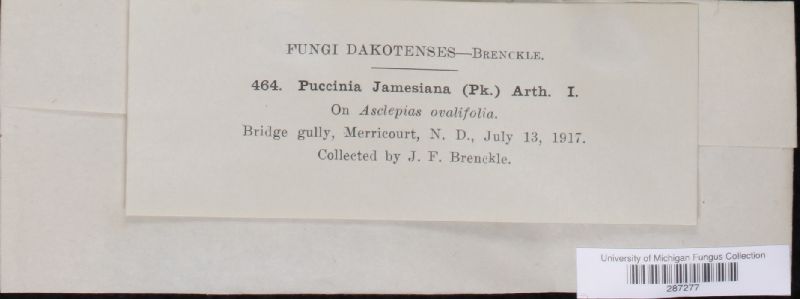 FUNGI DAKOTENSES—BRENCKLE.
464. Puccinia Jamesiana (Pk.) Arth. I.
On Asclepias ovalifolia.
Bridge gully, Merricourt, N. D., July 13, 1917.
Collected by J. F. Brenckle.
University of Michigan Fungus Collection
287277